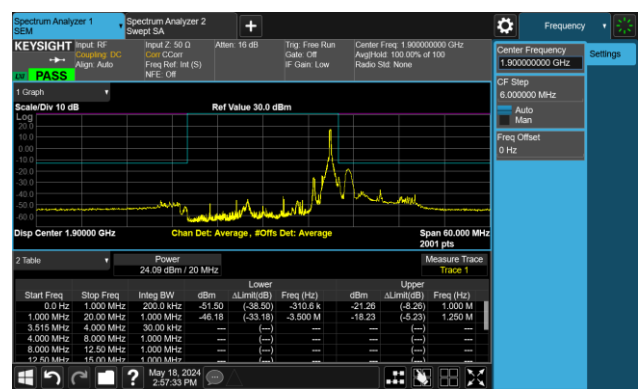 Spectrum Analyzer 1
SEM
Spectrum Analyzer 2
Swept SA
+
Frequency
KEYSIGHT
Input: RF
Coupling: DC
Align: Auto
Input Z: 50 Ω
Corr CCorr
Freq Ref: Int (S)
NFE: Off
Atten: 16 dB
Trig: Free Run
Gate: Off
IF Gain: Low
Center Freq: 1.900000000 GHz
Avg|Hold: 100.00% of 100
Radio Std: None
PASS
Center Frequency
1.900000000 GHz
Settings
CF Step
6.000000 MHz
Auto
Man
Freq Offset
0 Hz
1 Graph
Scale/Div 10 dB
Ref Value 30.0 dBm
Log
20.0
10.0
0.00
-10.0
-20.0
-30.0
-40.0
-50.0
-60.0
Disp Center 1.90000 GHz
Chan Det: Average, #Offs Det: Average
Span 60.000 MHz
2001 pts
2 Table
Power
24.09 dBm / 20 MHz
Measure Trace
Trace 1
Lower Upper
Start Freq Stop Freq Integ BW dBm ΔLimit(dB) Freq (Hz) dBm ΔLimit(dB) Freq (Hz)
0.0 Hz 1.000 MHz 200.0 kHz -51.50 (-38.50) -310.6 k -21.26 (-8.26) 1.000 M
1.000 MHz 20.00 MHz 1.000 MHz -46.18 (-33.18) -3.500 M -18.23 (-5.23) 1.250 M
3.515 MHz 4.000 MHz 30.00 kHz --- (---) --- --- (---) ---
4.000 MHz 8.000 MHz 1.000 MHz --- (---) --- --- (---) ---
8.000 MHz 12.50 MHz 1.000 MHz --- (---) --- --- (---) ---
12.50 MHz 15.00 MHz 1.000 MHz --- (---) --- --- (---) ---
?
May 18, 2024
2:57:33 PM